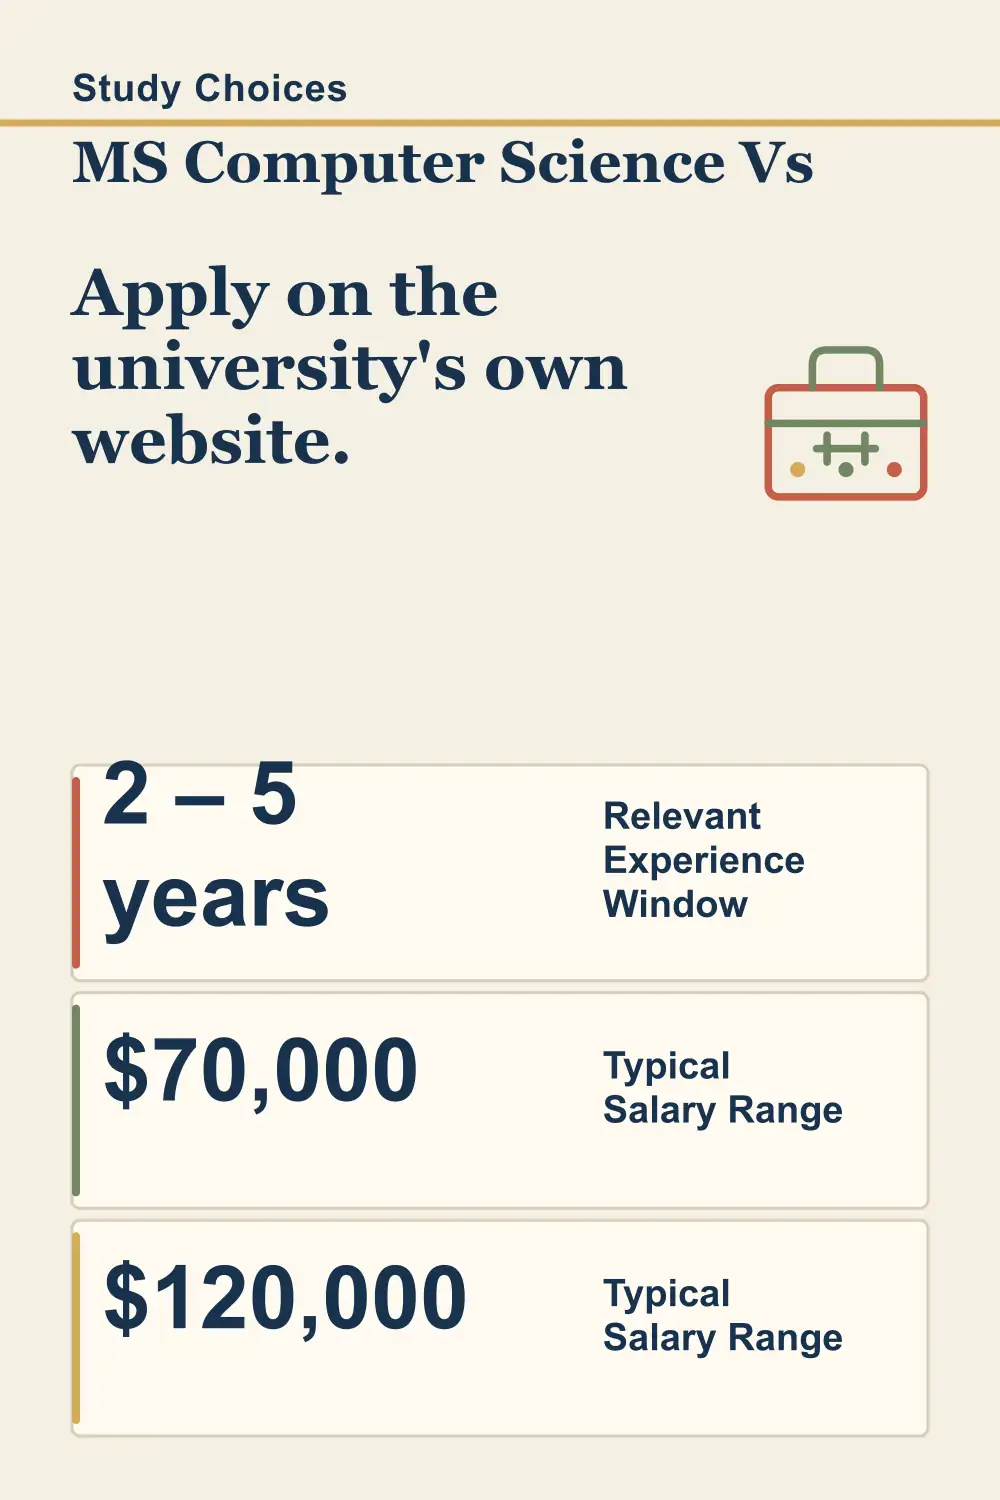 Study Choices
MS Computer Science Vs
Apply on the
university's own
website.
2 – 5
years
Relevant
Experience
Window
$70,000
Typical
Salary Range
$120,000
Typical
Salary Range